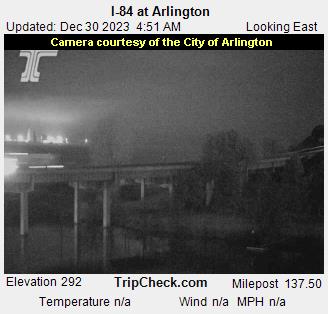 I-84 at Arlington
Updated: Dec 30 2023 4:51 AM Looking East
Camera courtesy of the City of Arlington
Elevation 292 TripCheck.com Milepost 137.50
Temperature n/a Wind n/a MPH n/a